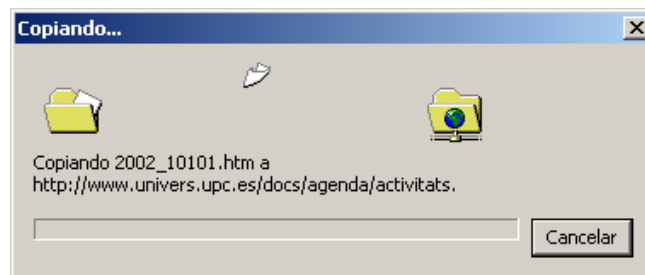 Copiando...
Copiando 2002_10101.htm a
http://www.univers.upc.es/docs/agenda/activitats.
Cancelar